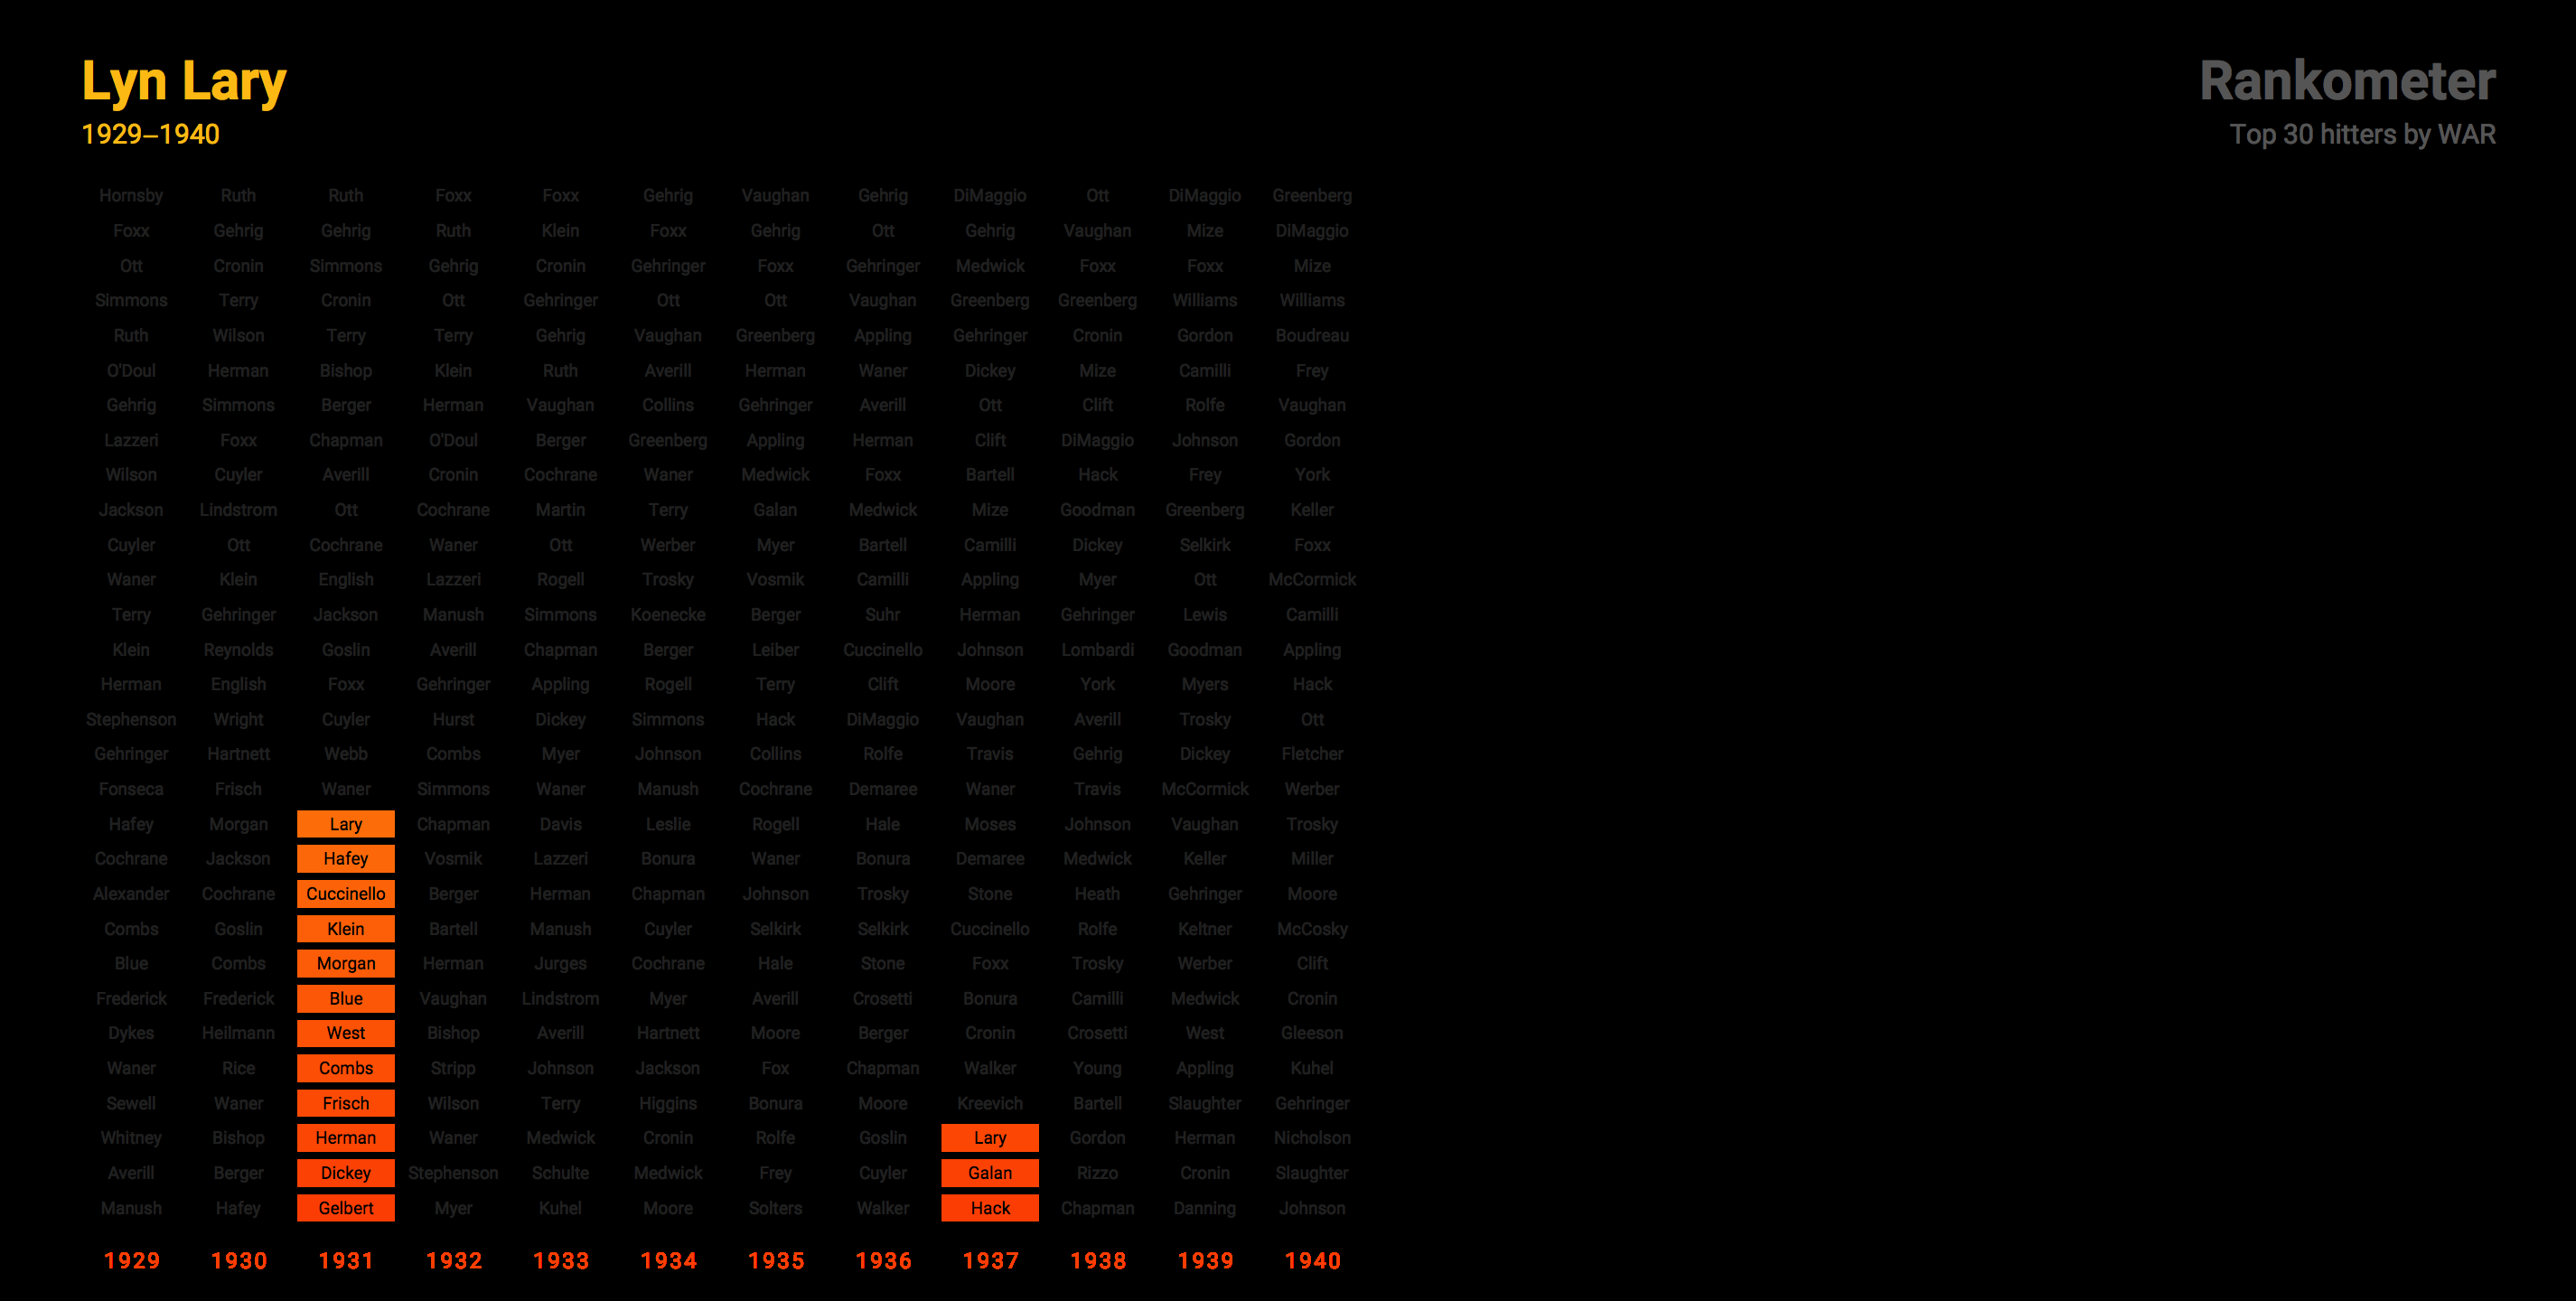 Lyn Lary
1929–1940
Rankometer
Top 30 hitters by WAR
Hornsby Ruth Ruth Foxx Foxx Gehrig Vaughan Gehrig DiMaggio Ott DiMaggio Greenberg
Foxx Gehrig Gehrig Ruth Klein Foxx Gehrig Ott Gehrig Vaughan Mize DiMaggio
Ott Cronin Simmons Gehrig Cronin Gehringer Foxx Gehringer Medwick Foxx Foxx Mize
Simmons Terry Cronin Ott Gehringer Ott Ott Vaughan Greenberg Greenberg Williams Williams
Ruth Wilson Terry Terry Gehrig Vaughan Greenberg Appling Gehringer Cronin Gordon Boudreau
O'Doul Herman Bishop Klein Ruth Averill Herman Waner Dickey Mize Camilli Frey
Gehrig Simmons Berger Herman Vaughan Collins Gehringer Averill Ott Clift Rolfe Vaughan
Lazzeri Foxx Chapman O'Doul Berger Greenberg Appling Herman Clift DiMaggio Johnson Gordon
Wilson Cuyler Averill Cronin Cochrane Waner Medwick Foxx Bartell Hack Frey York
Jackson Lindstrom Ott Cochrane Martin Terry Galan Medwick Mize Goodman Greenberg Keller
Cuyler Ott Cochrane Waner Ott Werber Myer Bartell Camilli Dickey Selkirk Foxx
Waner Klein English Lazzeri Rogell Trosky Vosmik Camilli Appling Myer Ott McCormick
Terry Gehringer Jackson Manush Simmons Koenecke Berger Suhr Herman Gehringer Lewis Camilli
Klein Reynolds Goslin Averill Chapman Berger Leiber Cuccinello Johnson Lombardi Goodman Appling
Herman English Foxx Gehringer Appling Rogell Terry Clift Moore York Myers Hack
Stephenson Wright Cuyler Hurst Dickey Simmons Hack DiMaggio Vaughan Averill Trosky Ott
Gehringer Hartnett Webb Combs Myer Johnson Collins Rolfe Travis Gehrig Dickey Fletcher
Fonseca Frisch Waner Simmons Waner Manush Cochrane Demaree Waner Travis McCormick Werber
Hafey Morgan Lary Chapman Davis Leslie Rogell Hale Moses Johnson Vaughan Trosky
Cochrane Jackson Hafey Vosmik Lazzeri Bonura Waner Bonura Demaree Medwick Keller Miller
Alexander Cochrane Cuccinello Berger Herman Chapman Johnson Trosky Stone Heath Gehringer Moore
Combs Goslin Klein Bartell Manush Cuyler Selkirk Selkirk Cuccinello Rolfe Keltner McCosky
Blue Combs Morgan Herman Jurges Cochrane Hale Stone Foxx Trosky Werber Clift
Frederick Frederick Blue Vaughan Lindstrom Myer Averill Crosetti Bonura Camilli Medwick Cronin
Dykes Heilmann West Bishop Averill Hartnett Moore Berger Cronin Crosetti West Gleeson
Waner Rice Combs Stripp Johnson Jackson Fox Chapman Walker Young Appling Kuhel
Sewell Waner Frisch Wilson Terry Higgins Bonura Moore Kreevich Bartell Slaughter Gehringer
Whitney Bishop Herman Waner Medwick Cronin Rolfe Goslin Lary Gordon Herman Nicholson
Averill Berger Dickey Stephenson Schulte Medwick Frey Cuyler Galan Rizzo Cronin Slaughter
Manush Hafey Gelbert Myer Kuhel Moore Solters Walker Hack Chapman Danning Johnson
1929 1930 1931 1932 1933 1934 1935 1936 1937 1938 1939 1940